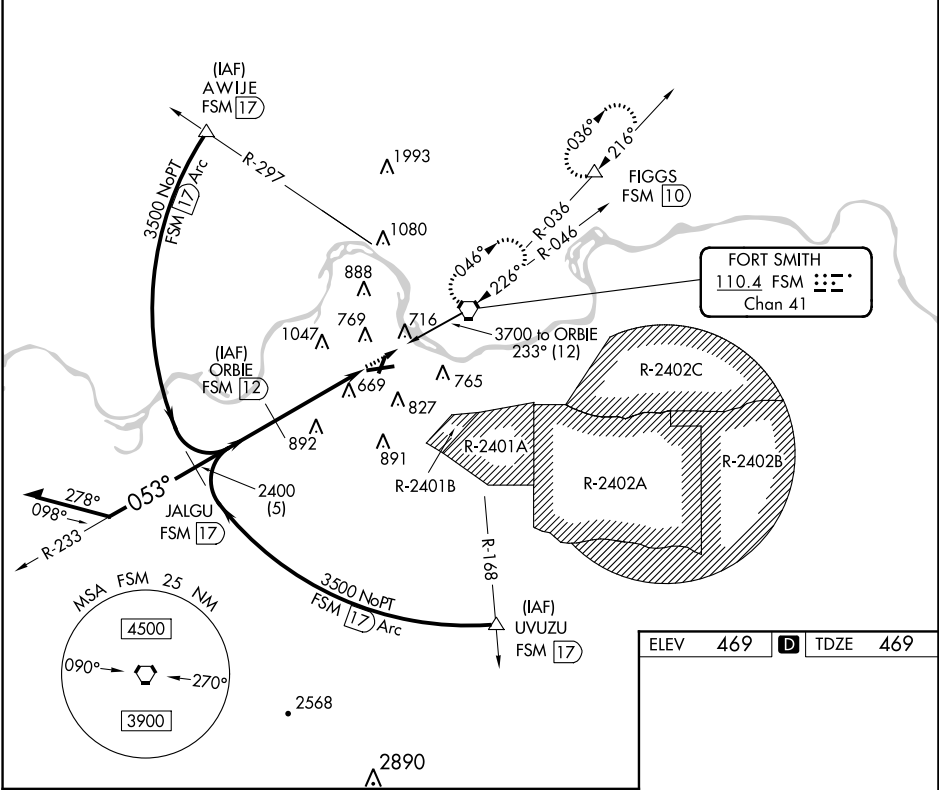 (IAF)
AWIJE
FSM 17
R-297
3500 NoPT
FSM 17 Arc
1993
1080
888
769
1047
716
669
765
827
892
891
(IAF)
ORBIE
FSM 12
036°
216°
FIGGS
FSM 10
R-036
R-046
046°
226°
FORT SMITH
110.4 FSM
Chan 41
3700 to ORBIE
233° (12)
R-2402C
R-2401A
R-2401B
R-2402A
R-2402B
R-168
278°
098°
053°
R-233
2400
(5)
JALGU
FSM 17
3500 NoPT
FSM 17 Arc
(IAF)
UVUZU
FSM 17
MSA FSM 25 NM
4500
090°
270°
3900
2568
2890
ELEV 469 D TDZE 469